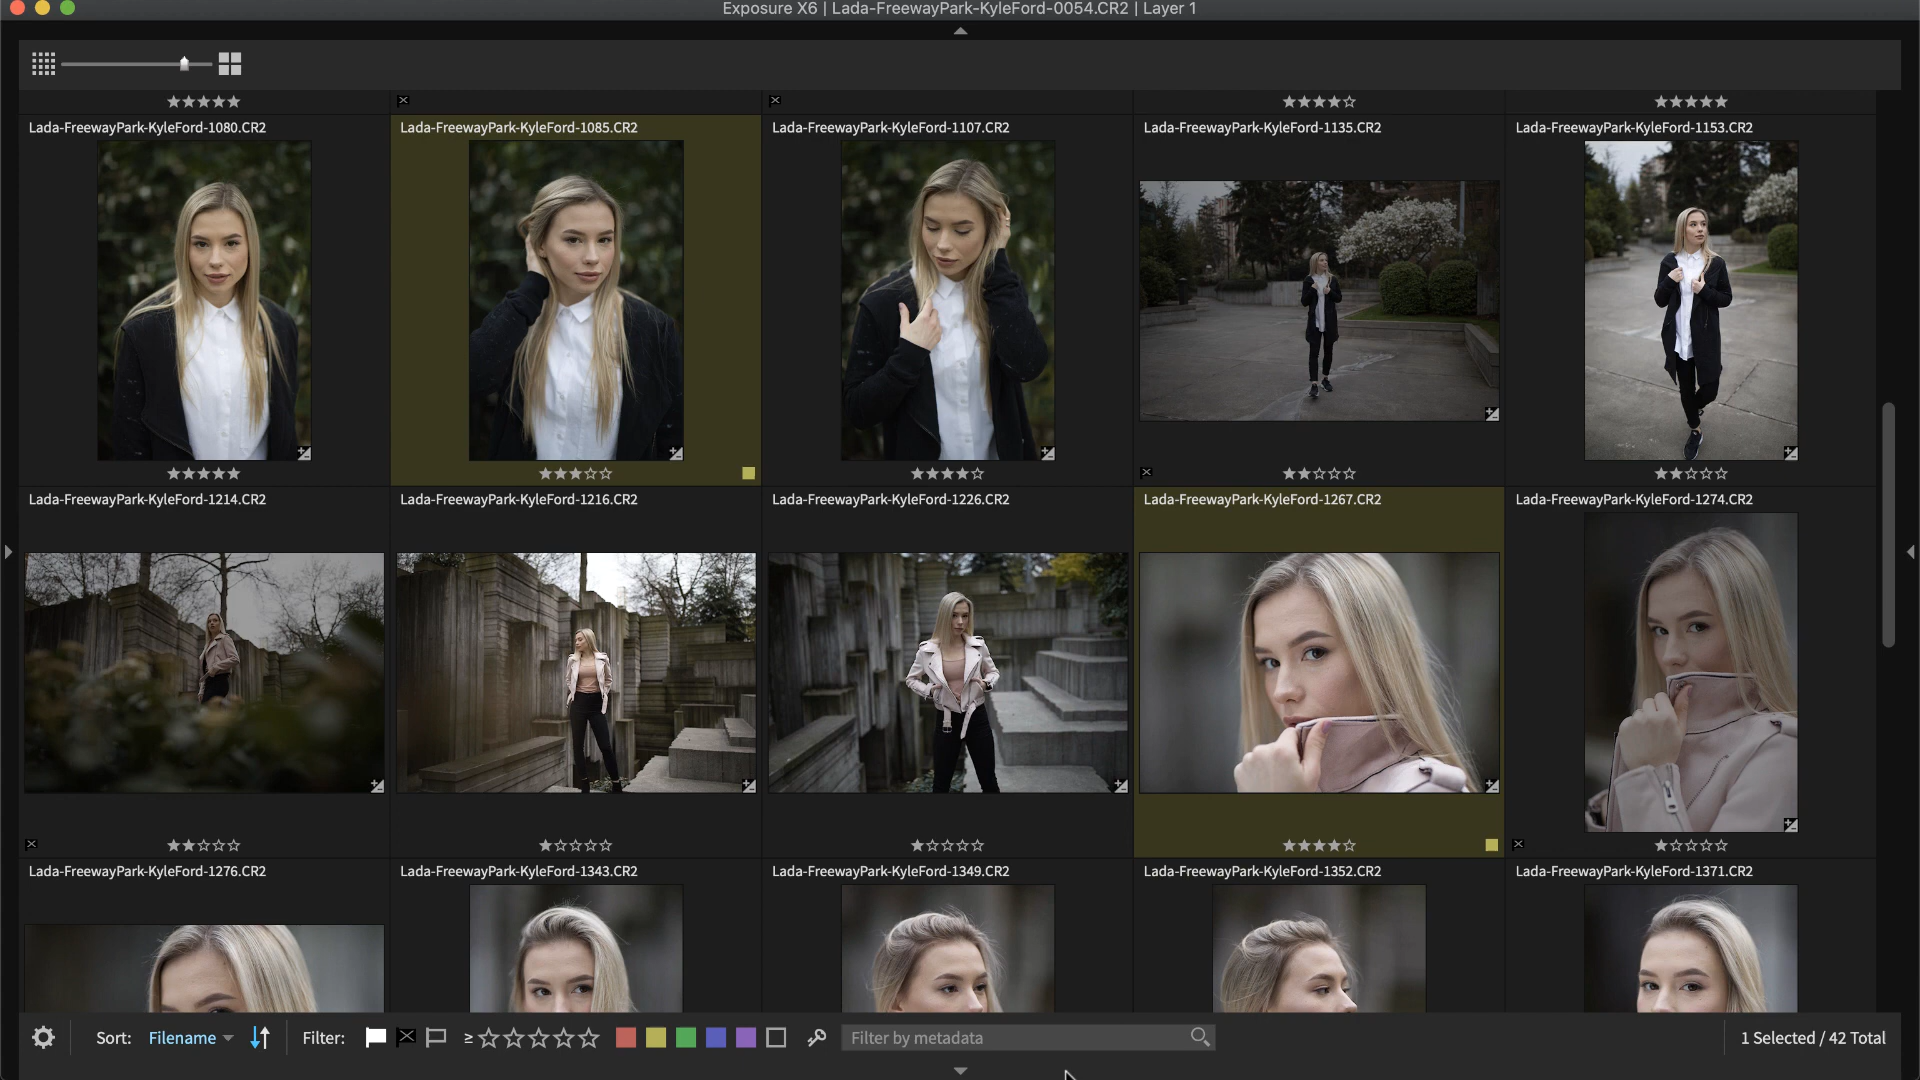 Exposure X6 | Lada-FreewayPark-KyleFord-0054.CR2 | Layer 1
Lada-FreewayPark-KyleFord-1080.CR2
Lada-FreewayPark-KyleFord-1085.CR2
Lada-FreewayPark-KyleFord-1107.CR2
Lada-FreewayPark-KyleFord-1135.CR2
Lada-FreewayPark-KyleFord-1153.CR2
Lada-FreewayPark-KyleFord-1214.CR2
Lada-FreewayPark-KyleFord-1216.CR2
Lada-FreewayPark-KyleFord-1226.CR2
Lada-FreewayPark-KyleFord-1267.CR2
Lada-FreewayPark-KyleFord-1274.CR2
Lada-FreewayPark-KyleFord-1276.CR2
Lada-FreewayPark-KyleFord-1343.CR2
Lada-FreewayPark-KyleFord-1349.CR2
Lada-FreewayPark-KyleFord-1352.CR2
Lada-FreewayPark-KyleFord-1371.CR2
Sort: Filename
Filter:
≥
Filter by metadata
1 Selected / 42 Total